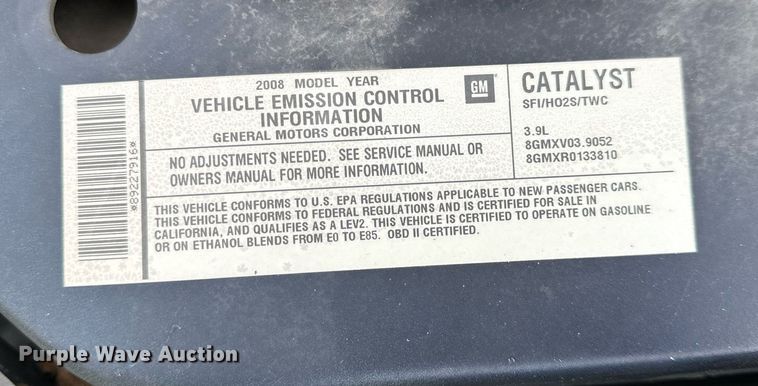 *89227916*
2008 MODEL YEAR
VEHICLE EMISSION CONTROL
INFORMATION
GENERAL MOTORS CORPORATION
GM
NO ADJUSTMENTS NEEDED. SEE SERVICE MANUAL OR
OWNERS MANUAL FOR MORE INFORMATION.
CATALYST
SFI/HO2S/TWC
3.9L
8GMXV03.9052
8GMXR0133810
THIS VEHICLE CONFORMS TO U.S. EPA REGULATIONS APPLICABLE TO NEW PASSENGER CARS.
THIS VEHICLE CONFORMS TO FEDERAL REGULATIONS AND IS CERTIFIED FOR SALE IN
CALIFORNIA, AND QUALIFIES AS A LEV2. THIS VEHICLE IS CERTIFIED TO OPERATE ON GASOLINE
OR ON ETHANOL BLENDS FROM E0 TO E85. OBD II CERTIFIED.
Purple Wave Auction